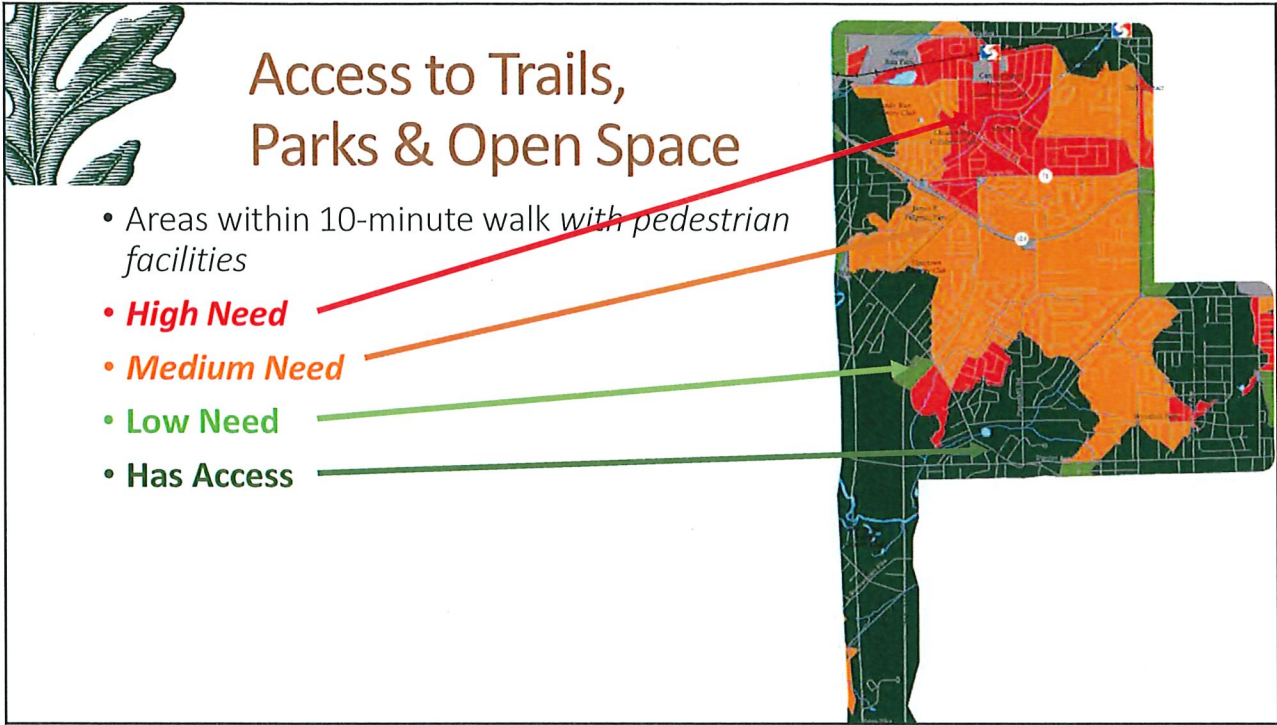 Access to Trails,
Parks & Open Space
• Areas within 10-minute walk with pedestrian
facilities
• High Need
• Medium Need
• Low Need
• Has Access